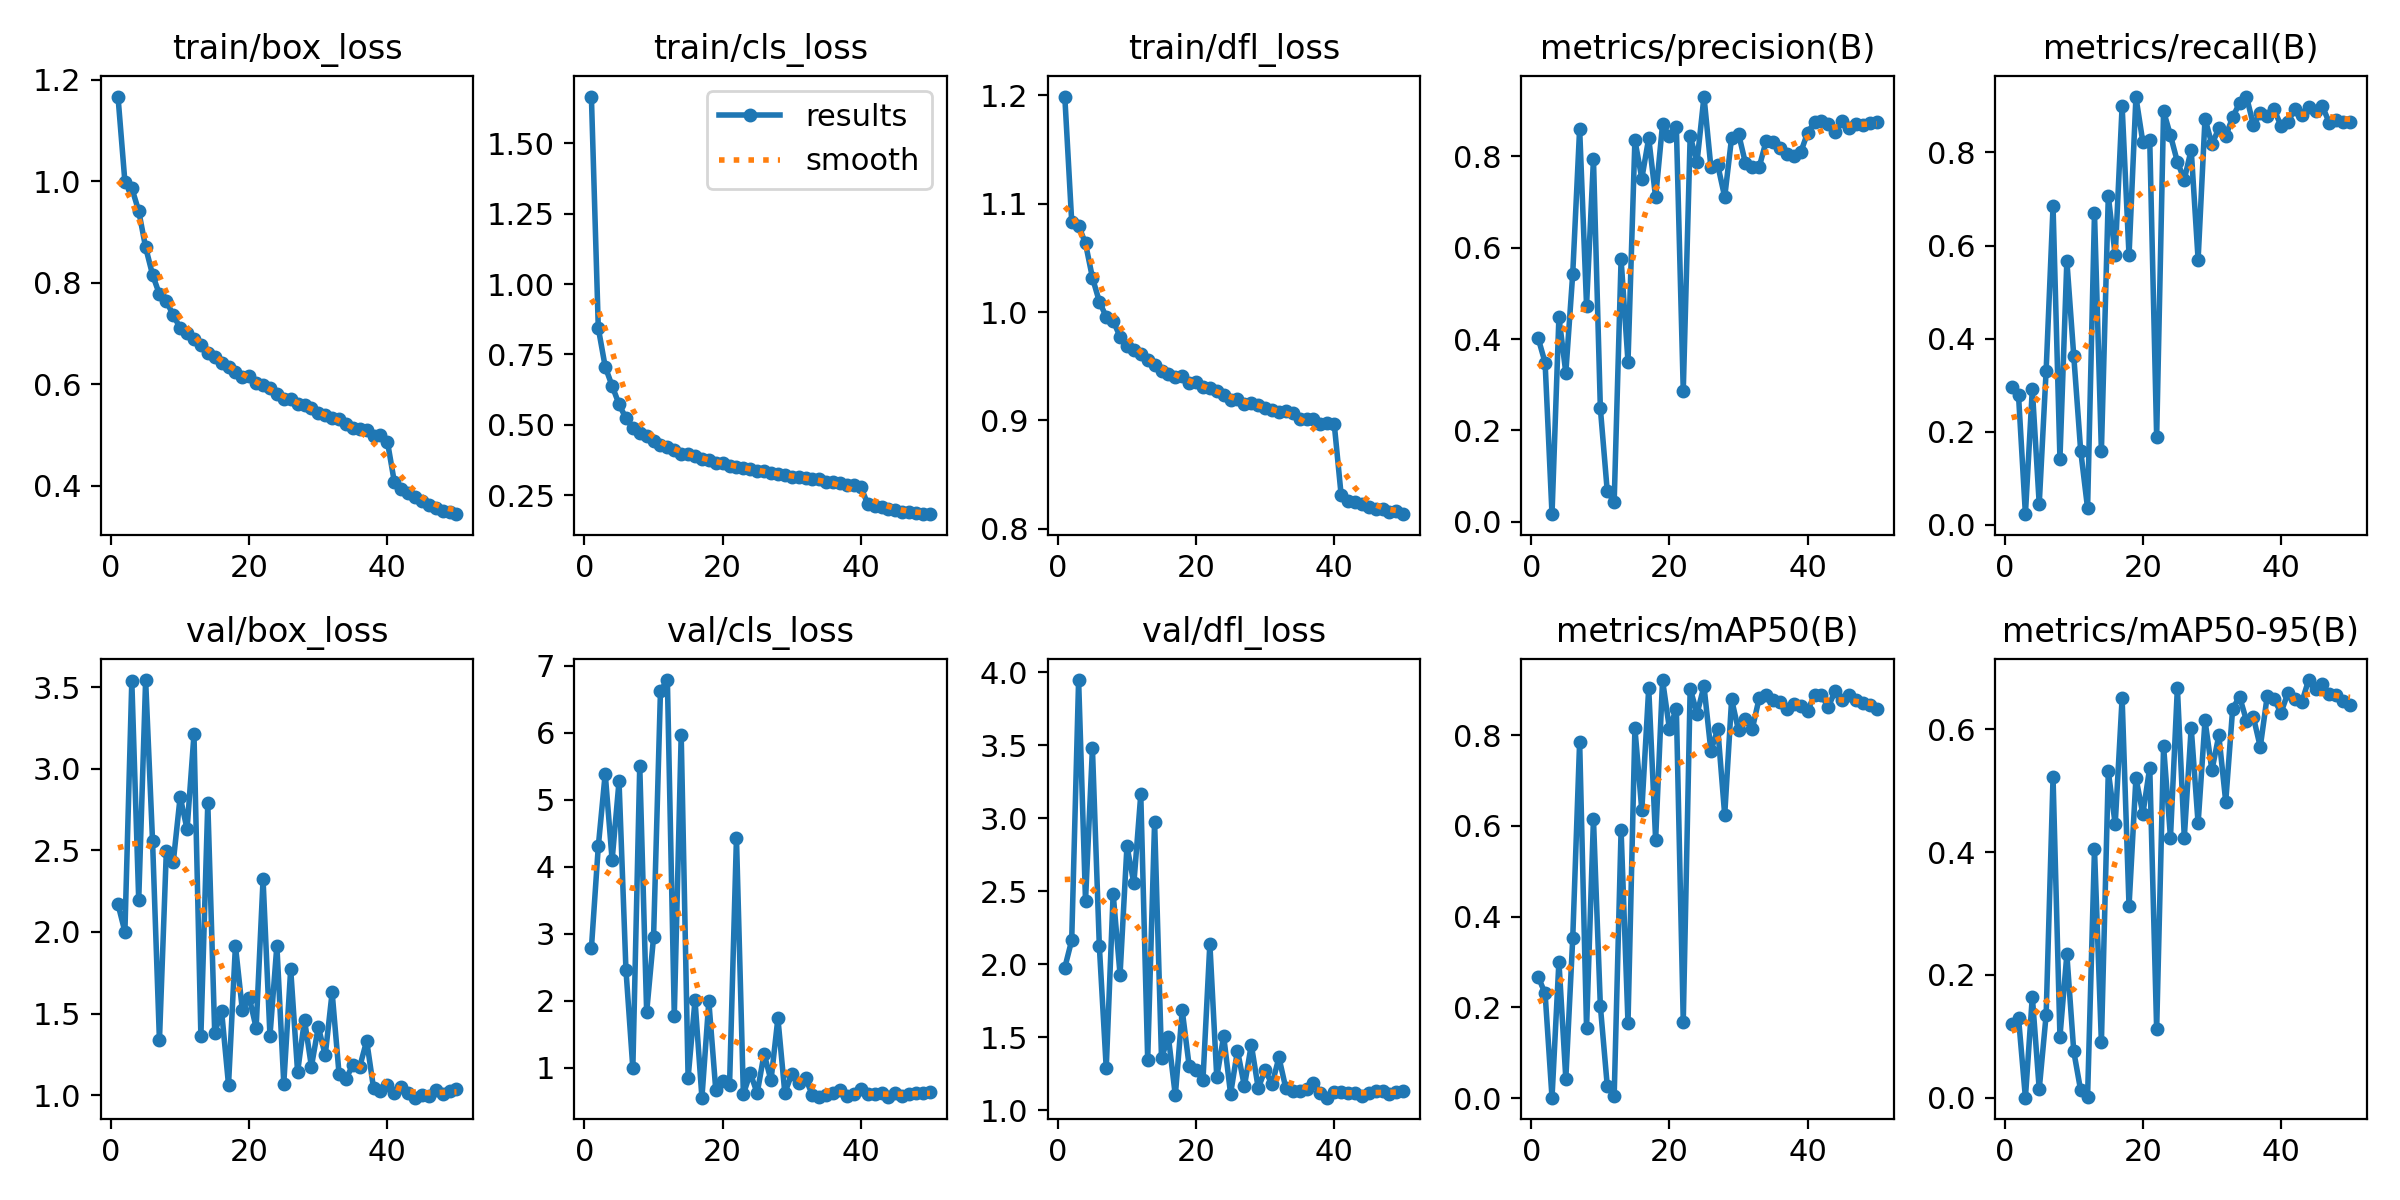 train/box_loss
1.2
1.0
0.8
0.6
0.4
0 20 40
train/cls_loss
results
smooth
1.50
1.25
1.00
0.75
0.50
0.25
0 20 40
train/dfl_loss
1.2
1.1
1.0
0.9
0.8
0 20 40
metrics/precision(B)
0.8
0.6
0.4
0.2
0.0
0 20 40
metrics/recall(B)
0.8
0.6
0.4
0.2
0.0
0 20 40
val/box_loss
3.5
3.0
2.5
2.0
1.5
1.0
0 20 40
val/cls_loss
7
6
5
4
3
2
1
0 20 40
val/dfl_loss
4.0
3.5
3.0
2.5
2.0
1.5
1.0
0 20 40
metrics/mAP50(B)
0.8
0.6
0.4
0.2
0.0
0 20 40
metrics/mAP50-95(B)
0.6
0.4
0.2
0.0
0 20 40